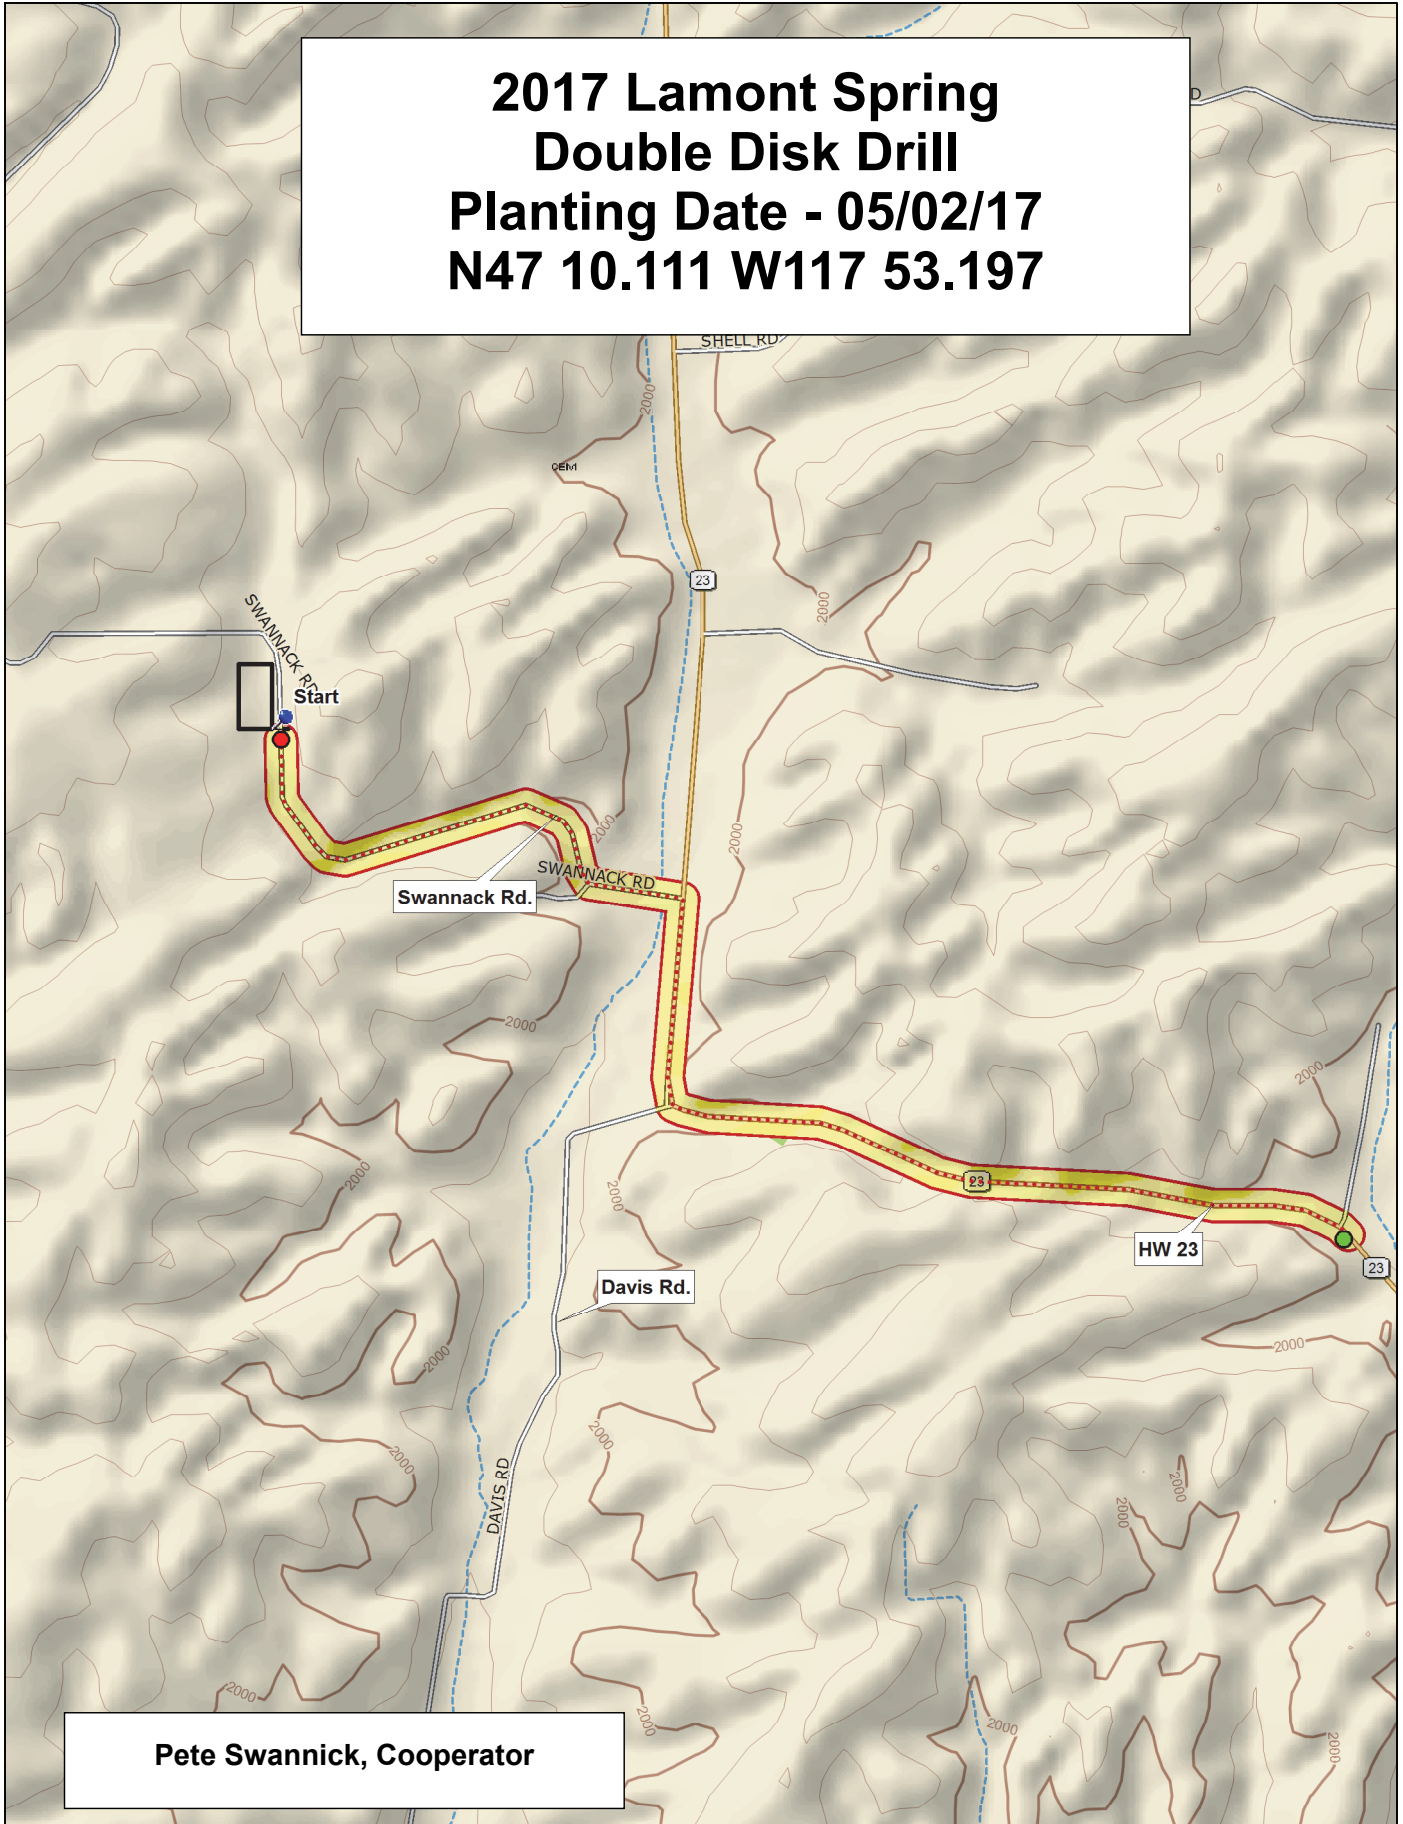 2017 Lamont Spring
Double Disk Drill
Planting Date - 05/02/17
N47 10.111 W117 53.197
D
SHELL RD
2000
CEM
23
2000
SWANNACK RD
Start
2000
2000
SWANNACK RD
Swannack Rd.
2000
2000
2000
2000
23
HW 23
23
Davis Rd.
2000
2000
2000
2000
2000
2000
DAVIS RD
2000
2000
2000
2000
Pete Swannick, Cooperator